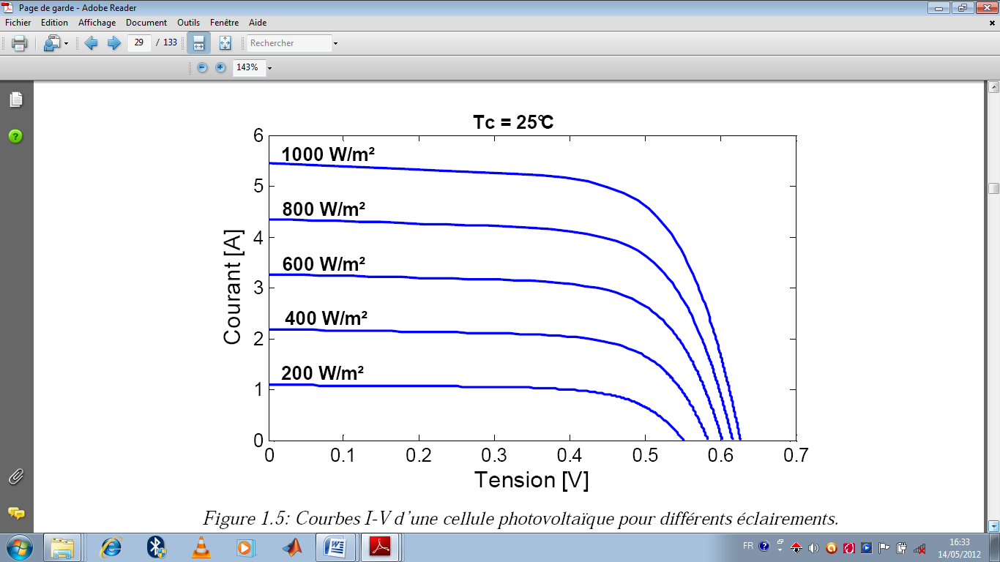 Page de garde - Adobe Reader
Fichier Edition Affichage Document Outils Fenêtre Aide
29 / 133 Rechercher
143%
Tc = 25°C
6
1000 W/m²
5
800 W/m²
4
600 W/m²
3
400 W/m²
2
200 W/m²
1
0
Courant [A]
0 0.1 0.2 0.3 0.4 0.5 0.6 0.7
Tension [V]
Figure 1.5: Courbes I-V d'une cellule photovoltaïque pour différents éclairements.
FR 16:33
14/05/2012